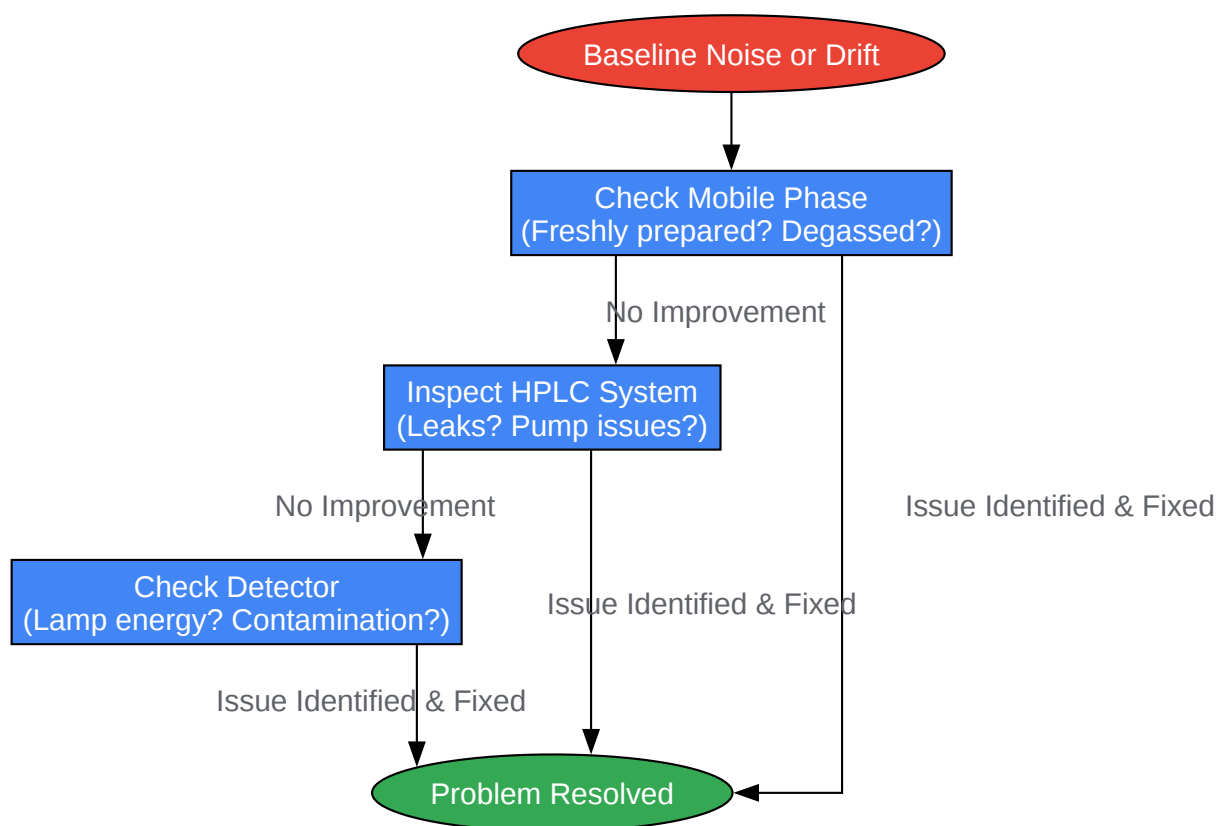 Baseline Noise or Drift
Check Mobile Phase
(Freshly prepared? Degassed?)
No Improvement
Inspect HPLC System
(Leaks? Pump issues?)
No Improvement
Issue Identified & Fixed
Check Detector
(Lamp energy? Contamination?)
Issue Identified & Fixed
Issue Identified & Fixed
Problem Resolved